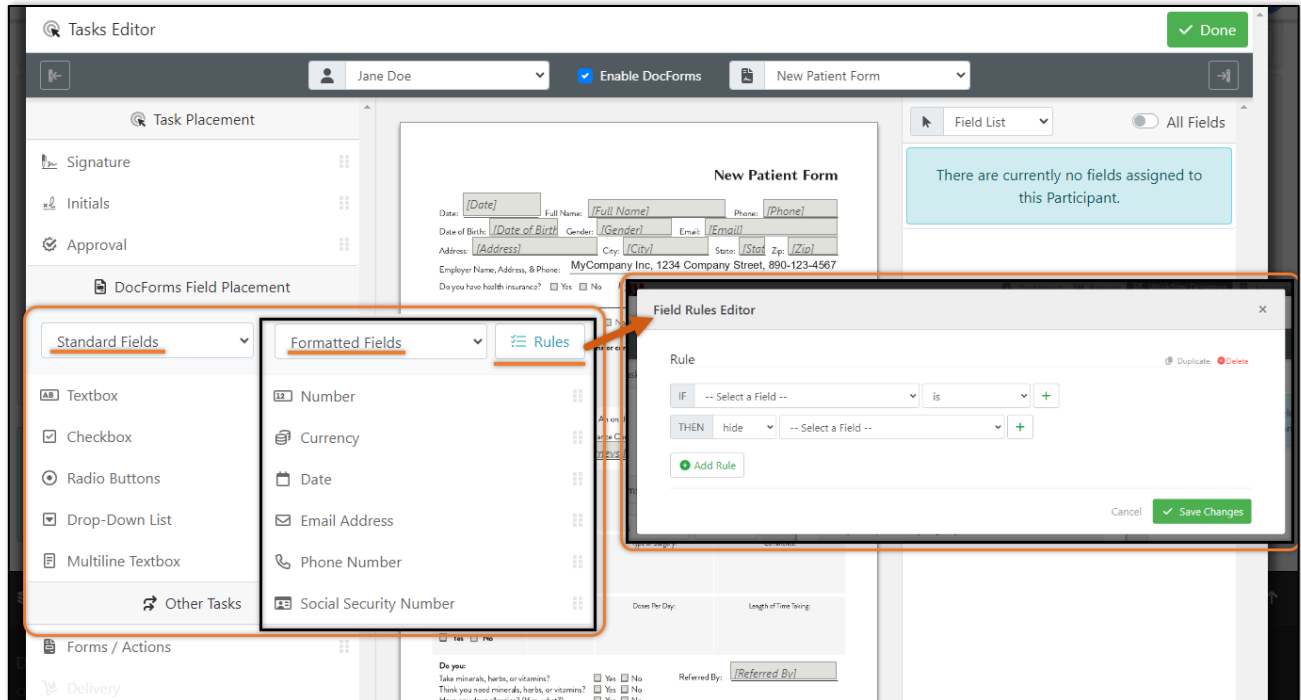 Tasks Editor
Done
Jane Doe
Enable DocForms
New Patient Form
Task Placement
Signature
Initials
Approval
DocForms Field Placement
Standard Fields
Textbox
Checkbox
Radio Buttons
Drop-Down List
Multiline Textbox
Other Tasks
Forms / Actions
Delivery
Formatted Fields
Rules
Number
Currency
Date
Email Address
Phone Number
Social Security Number
New Patient Form
Date: [Date] Full Name: [Full Name] Phone: [Phone]
Date of Birth: [Date of Birth Gender: [Gender] Email: [Email]
Address: [Address] City: [City] State: [Stat Zip: [Zip]
Employer Name, Address, & Phone: MyCompany Inc, 1234 Company Street, 890-123-4567
Do you have health insurance? Yes No
Doses Per Day: Length of Time Taking:
Yes No
Do you:
Take minerals, herbs, or vitamins? Yes No Referred By: [Referred By]
Think you need minerals, herbs, or vitamins? Yes No
Field List
All Fields
There are currently no fields assigned to
this Participant.
Field Rules Editor
×
Rule
Duplicate Delete
IF -- Select a Field -- is +
THEN hide -- Select a Field -- +
Add Rule
Cancel Save Changes